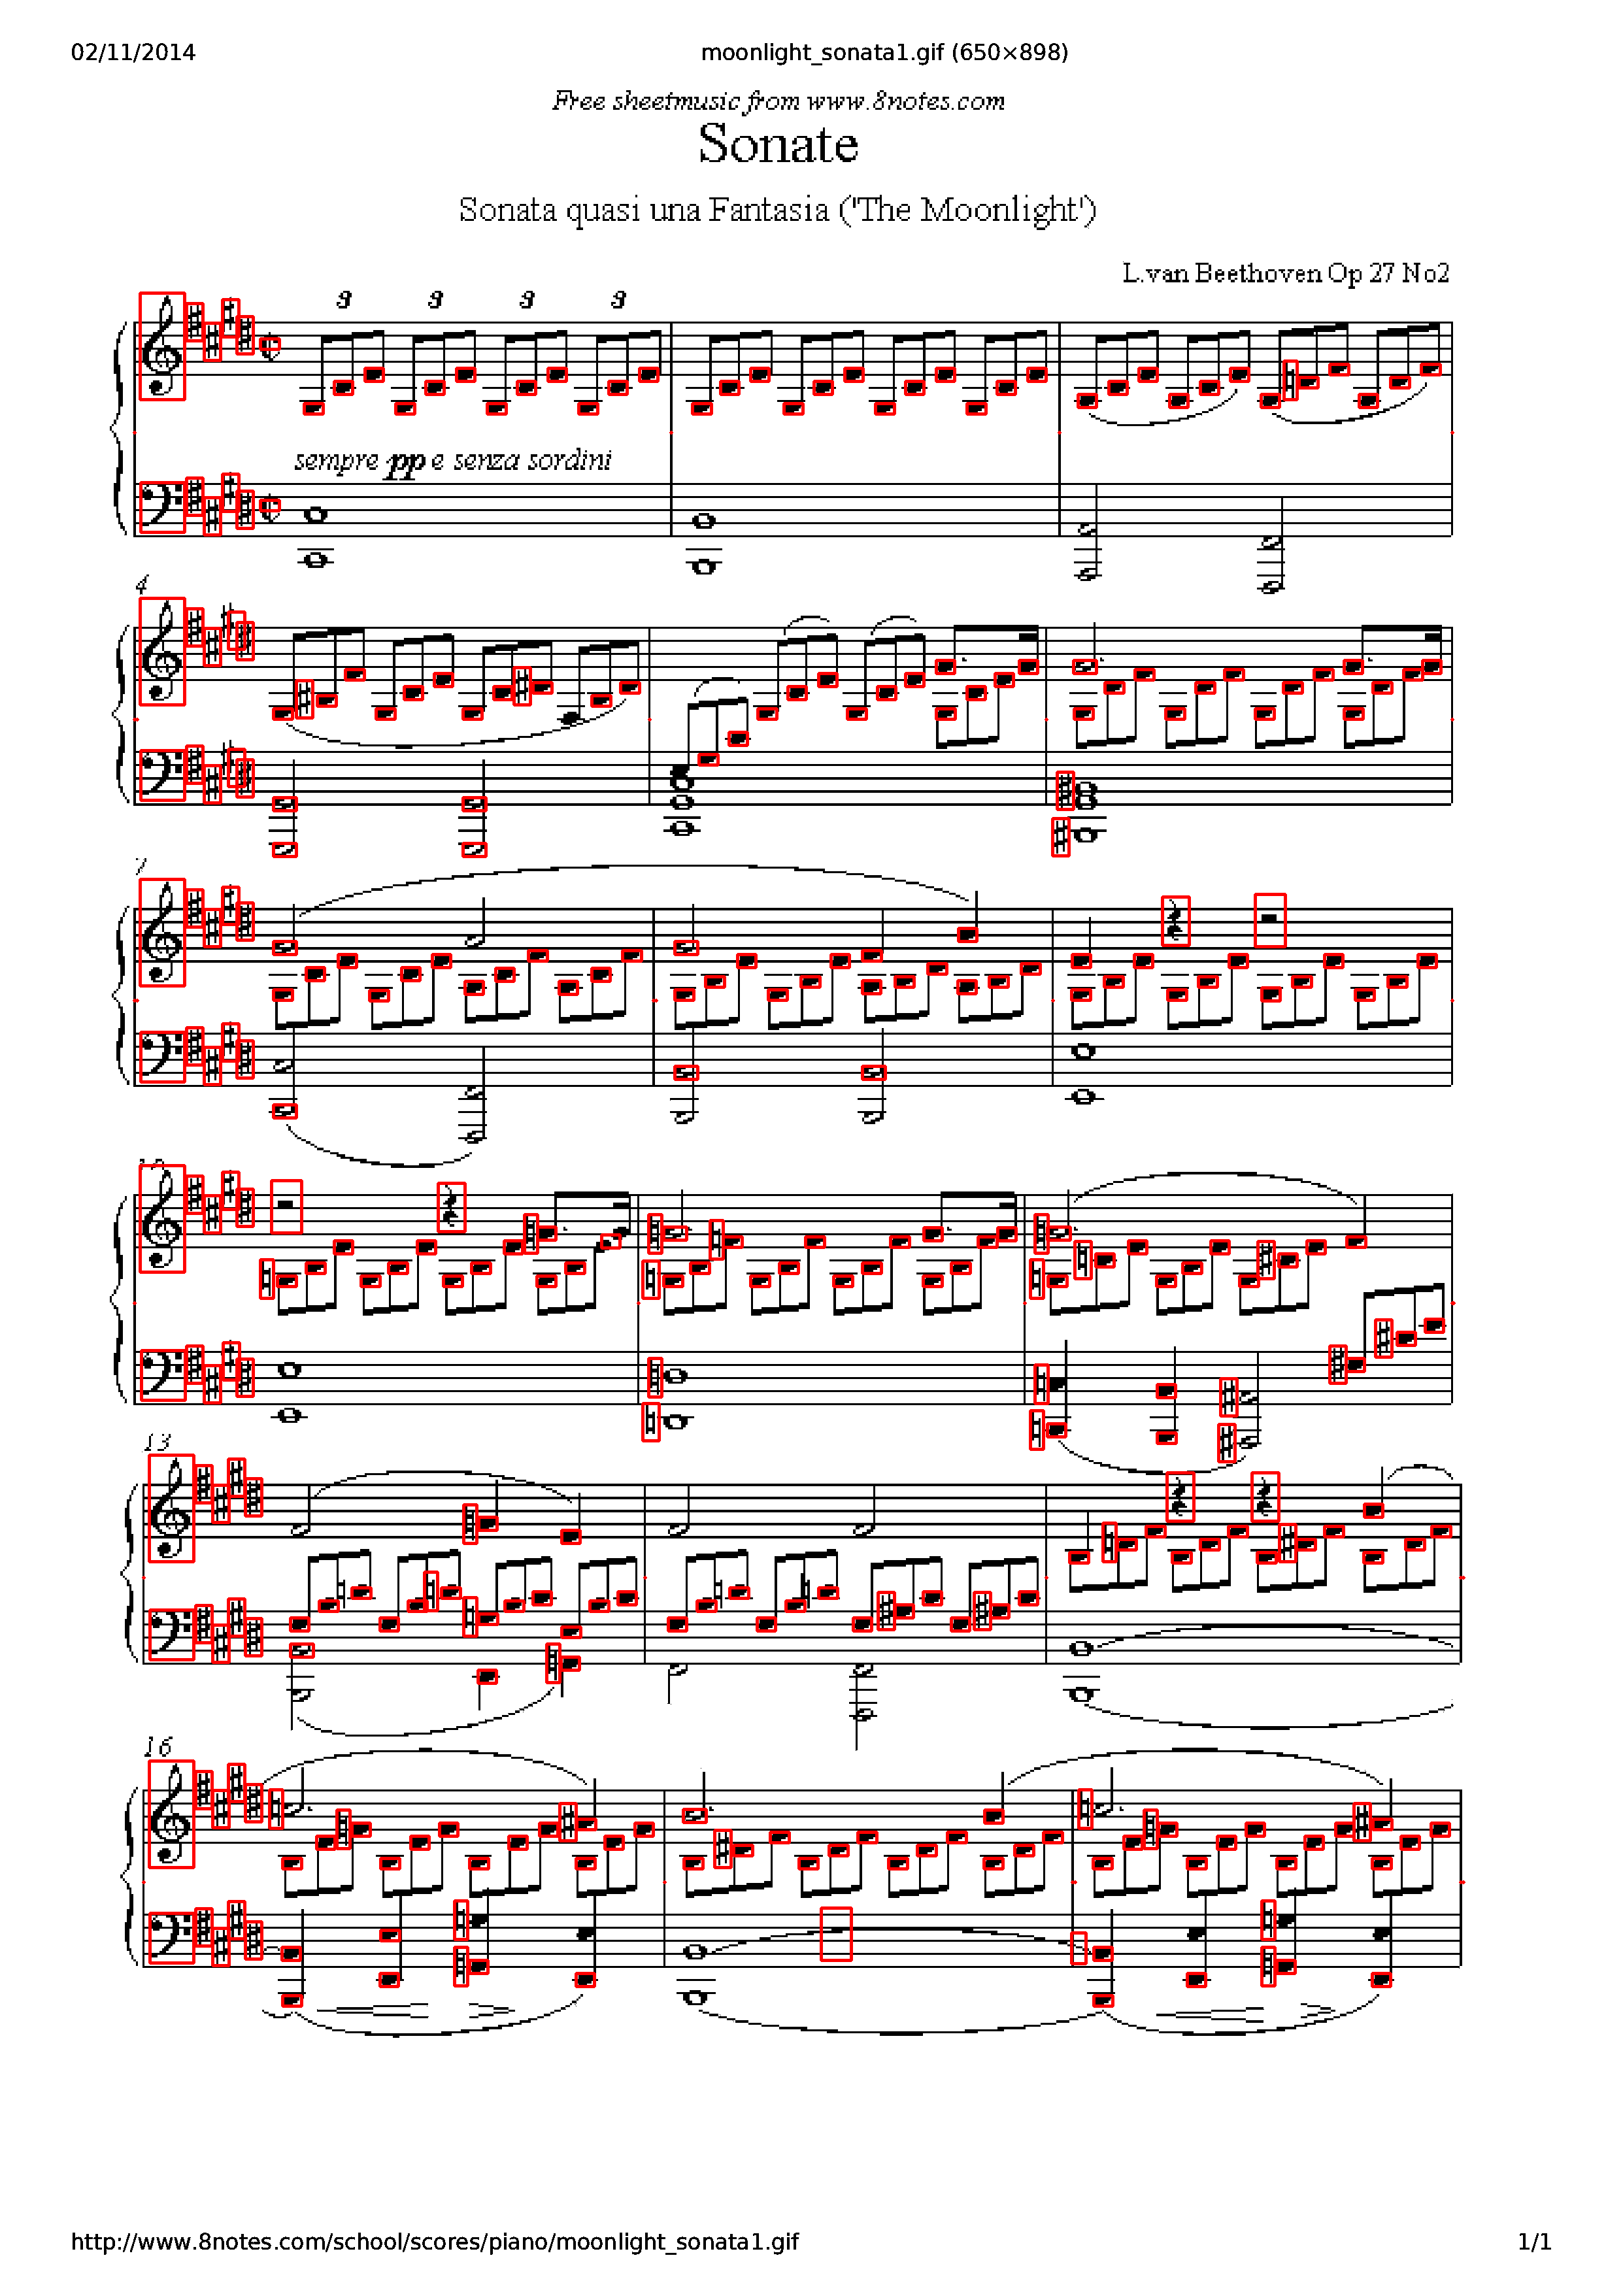 02/11/2014 moonlight_sonata1.gif (650×898)
Free sheetmusic from www.8notes.com
Sonate
Sonata quasi una Fantasia ('The Moonlight')
L.van Beethoven Op 27 No2
3 3 3 3
sempre pp e senza sordini
4
7
13
16
http://www.8notes.com/school/scores/piano/moonlight_sonata1.gif 1/1